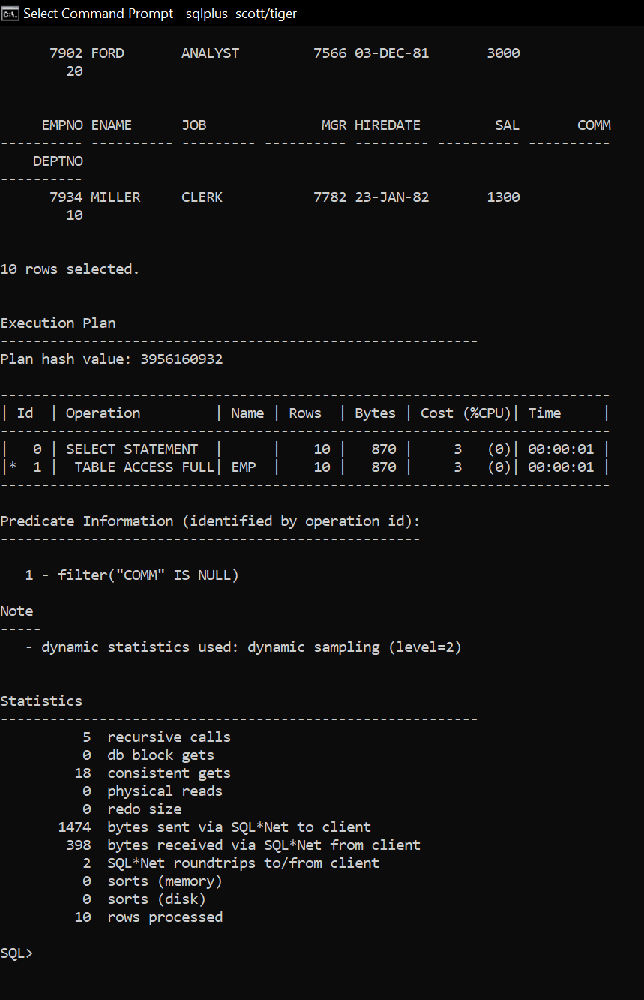 Select Command Prompt - sqlplus  scott/tiger
      7902 FORD       ANALYST         7566 03-DEC-81       3000
        20
     EMPNO ENAME      JOB              MGR HIREDATE         SAL       COMM
---------- ---------- --------- ---------- --------- ---------- ----------
    DEPTNO
----------
      7934 MILLER     CLERK           7782 23-JAN-82       1300
        10
10 rows selected.
Execution Plan
----------------------------------------------------------
Plan hash value: 3956160932
--------------------------------------------------------------------------
| Id  | Operation         | Name | Rows  | Bytes | Cost (%CPU)| Time     |
--------------------------------------------------------------------------
|   0 | SELECT STATEMENT  |      |    10 |   870 |     3   (0)| 00:00:01 |
|*  1 |  TABLE ACCESS FULL| EMP  |    10 |   870 |     3   (0)| 00:00:01 |
--------------------------------------------------------------------------
Predicate Information (identified by operation id):
---------------------------------------------------
   1 - filter("COMM" IS NULL)
Note
-----
   - dynamic statistics used: dynamic sampling (level=2)
Statistics
----------------------------------------------------------
          5  recursive calls
          0  db block gets
         18  consistent gets
          0  physical reads
          0  redo size
       1474  bytes sent via SQL*Net to client
        398  bytes received via SQL*Net from client
          2  SQL*Net roundtrips to/from client
          0  sorts (memory)
          0  sorts (disk)
         10  rows processed
SQL>